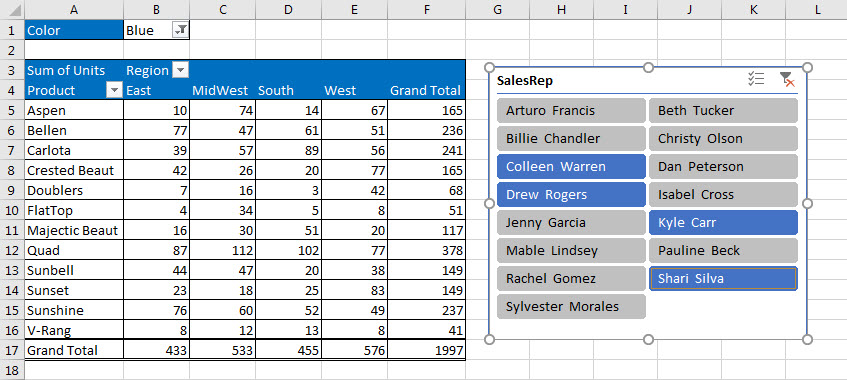 A B C D E F G H I J K L
1 Color Blue
2
3 Sum of Units Region
4 Product East MidWest South West Grand Total
5 Aspen 10 74 14 67 165
6 Bellen 77 47 61 51 236
7 Carlota 39 57 89 56 241
8 Crested Beaut 42 26 20 77 165
9 Doublers 7 16 3 42 68
10 FlatTop 4 34 5 8 51
11 Majectic Beaut 16 30 51 20 117
12 Quad 87 112 102 77 378
13 Sunbell 44 47 20 38 149
14 Sunset 23 18 25 83 149
15 Sunshine 76 60 52 49 237
16 V-Rang 8 12 13 8 41
17 Grand Total 433 533 455 576 1997
18
SalesRep
Arturo Francis Beth Tucker
Billie Chandler Christy Olson
Colleen Warren Dan Peterson
Drew Rogers Isabel Cross
Jenny Garcia Kyle Carr
Mable Lindsey Pauline Beck
Rachel Gomez Shari Silva
Sylvester Morales